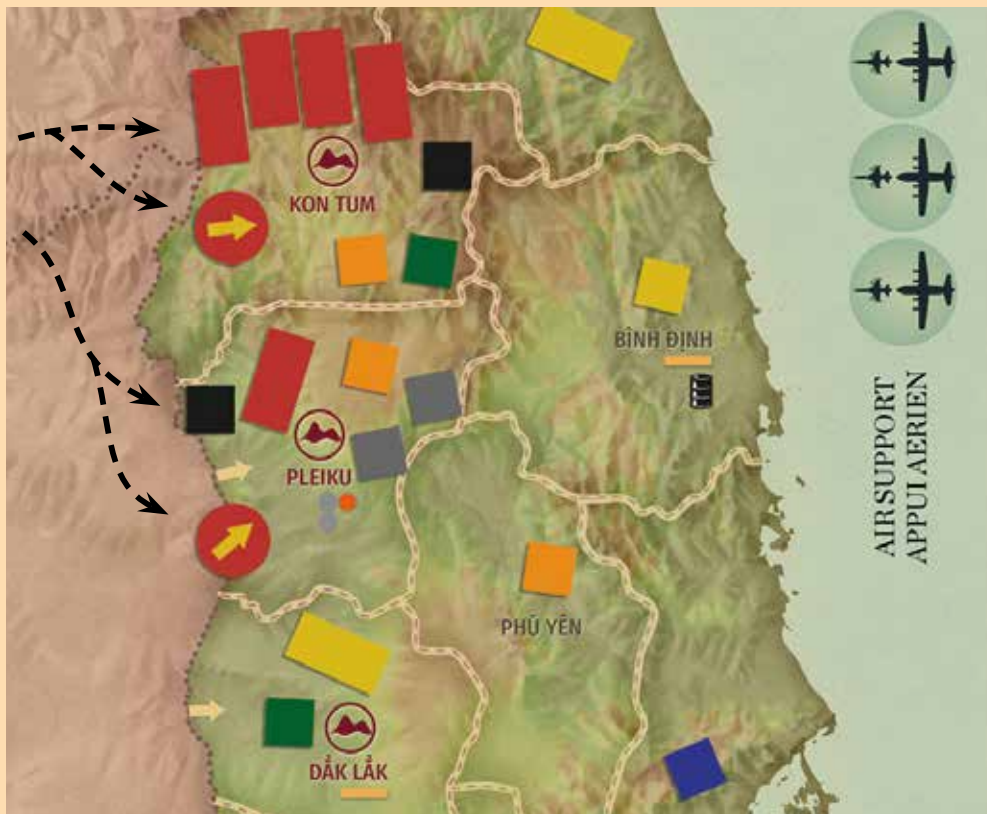 KON TUM
BÌNH ĐỊNH
PLEIKU
PHÚ YÊN
DẮK LẮK
AIR SUPPORT
APPUI AERIEN